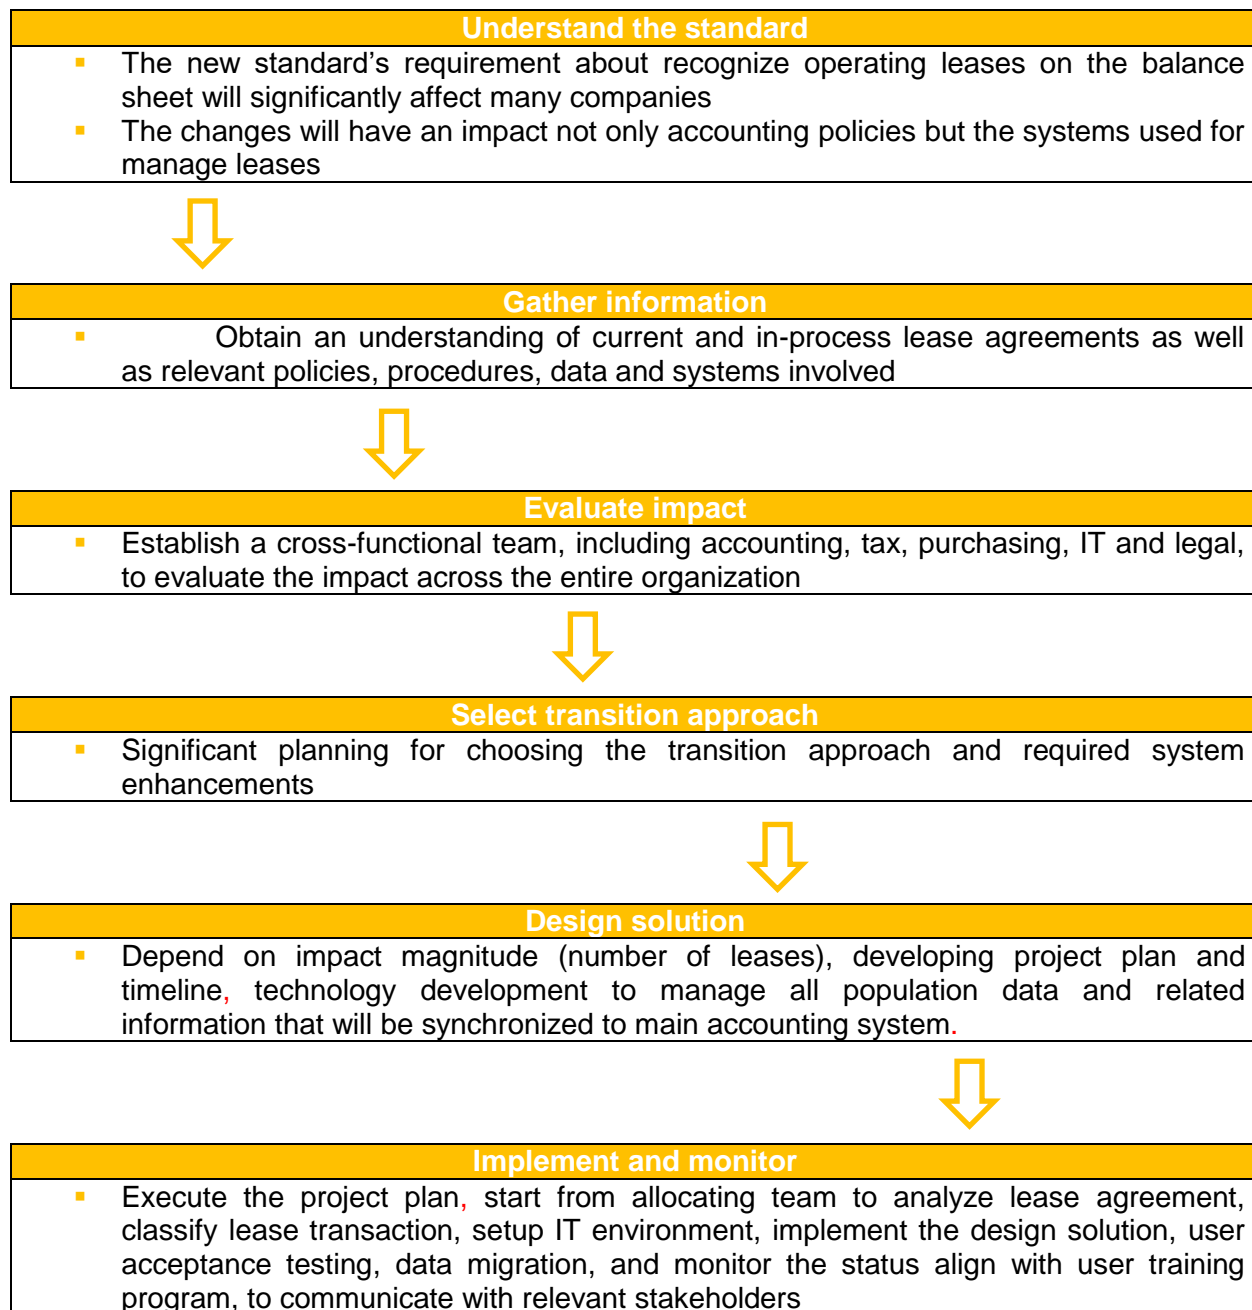 Understand the standard
▪ The new standard's requirement about recognize operating leases on the balance
sheet will significantly affect many companies
▪ The changes will have an impact not only accounting policies but the systems used for
manage leases
Gather information
▪ Obtain an understanding of current and in-process lease agreements as well
as relevant policies, procedures, data and systems involved
Evaluate impact
▪ Establish a cross-functional team, including accounting, tax, purchasing, IT and legal,
to evaluate the impact across the entire organization
Select transition approach
▪ Significant planning for choosing the transition approach and required system
enhancements
Design solution
▪ Depend on impact magnitude (number of leases), developing project plan and
timeline, technology development to manage all population data and related
information that will be synchronized to main accounting system.
Implement and monitor
▪ Execute the project plan, start from allocating team to analyze lease agreement,
classify lease transaction, setup IT environment, implement the design solution, user
acceptance testing, data migration, and monitor the status align with user training
program, to communicate with relevant stakeholders